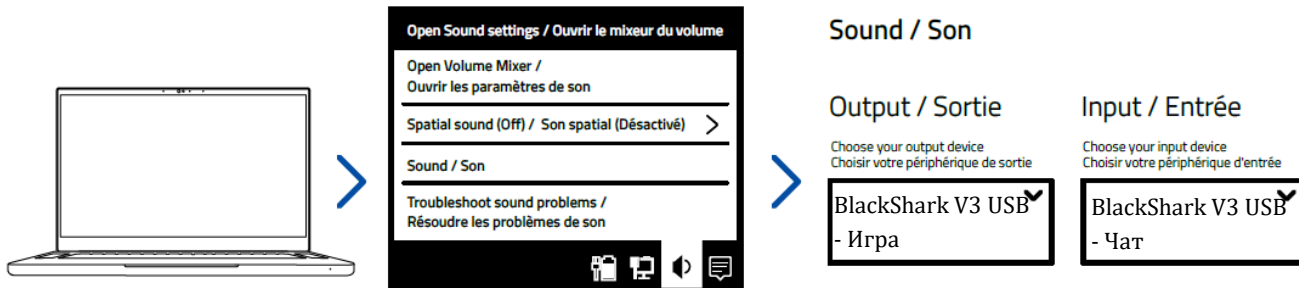 Open Sound settings / Ouvrir le mixeur du volume
Open Volume Mixer /
Ouvrir les paramètres de son
Spatial sound (Off) / Son spatial (Désactivé)
Sound / Son
Troubleshoot sound problems /
Résoudre les problèmes de son
Sound / Son
Output / Sortie
Choose your output device
Choisir votre périphérique de sortie
BlackShark V3 USB
- Игра
Input / Entrée
Choose your input device
Choisir votre périphérique d'entrée
BlackShark V3 USB
- Чат